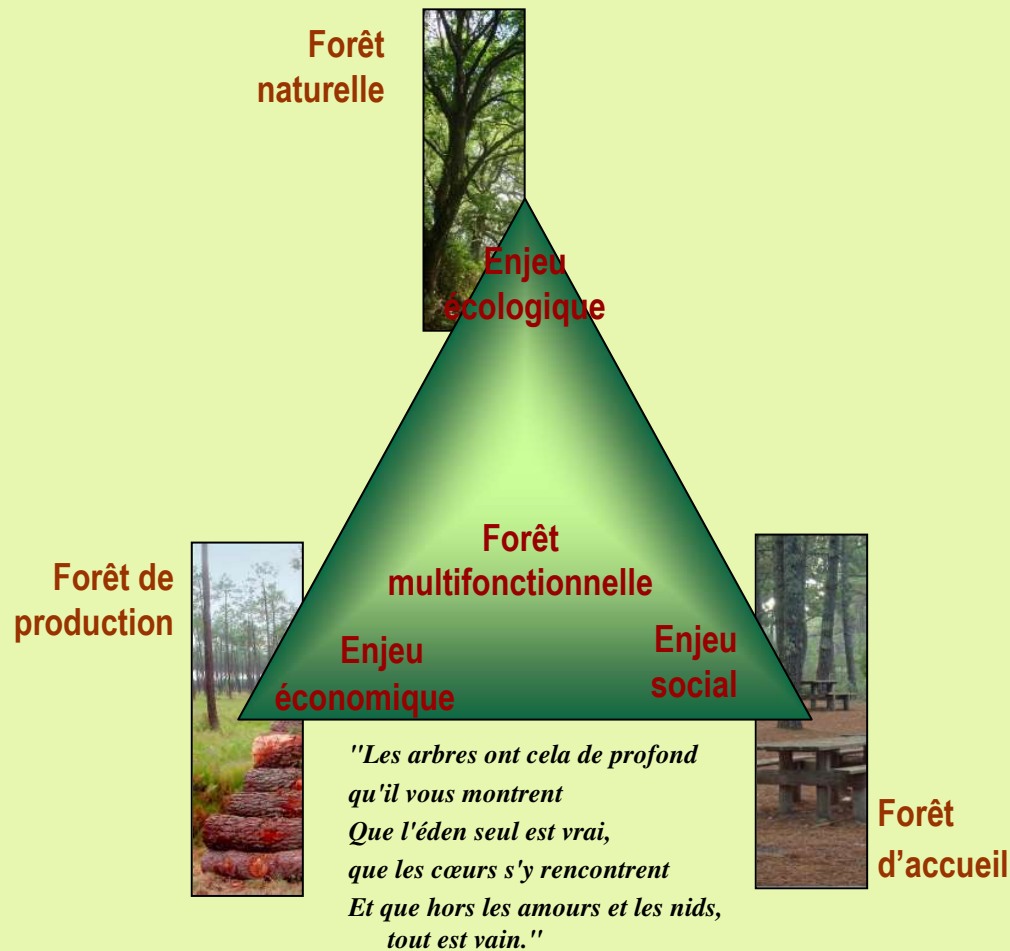 Forêt
naturelle
Enjeu
écologique
Forêt
multifonctionnelle
Forêt de
production
Enjeu
économique
Enjeu
social
"Les arbres ont cela de profond
qu'il vous montrent
Que l'éden seul est vrai,
que les cœurs s'y rencontrent
Et que hors les amours et les nids,
tout est vain."
Forêt
d’accueil